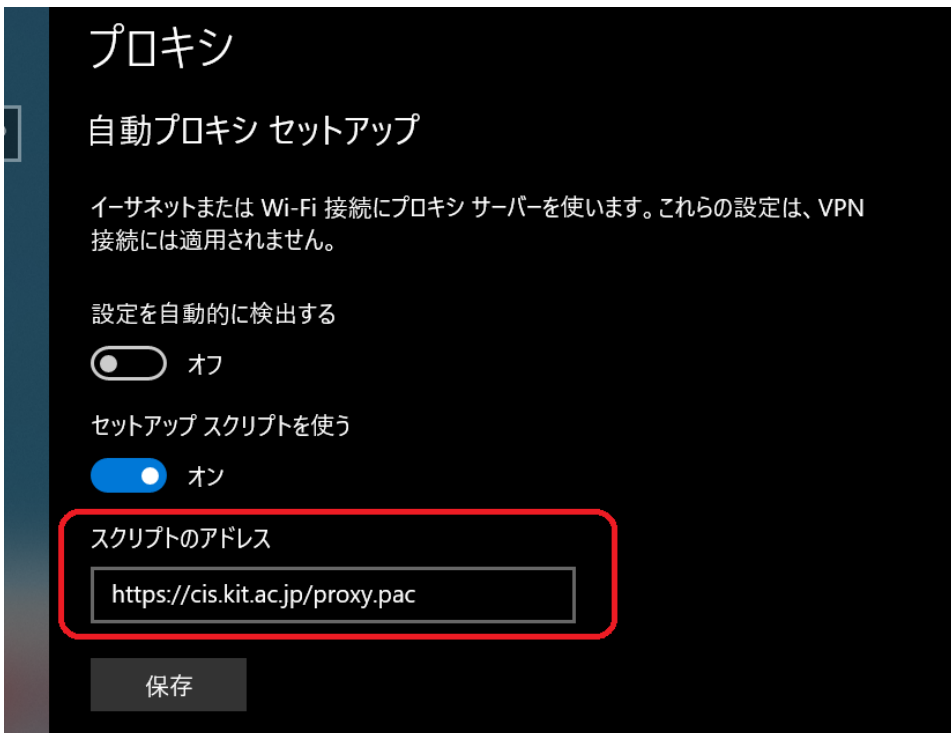 プロキシ
自動プロキシ セットアップ
イーサネットまたは Wi-Fi 接続にプロキシ サーバーを使います。これらの設定は、VPN
接続には適用されません。
設定を自動的に検出する
オフ
セットアップ スクリプトを使う
オン
スクリプトのアドレス
https://cis.kit.ac.jp/proxy.pac
保存